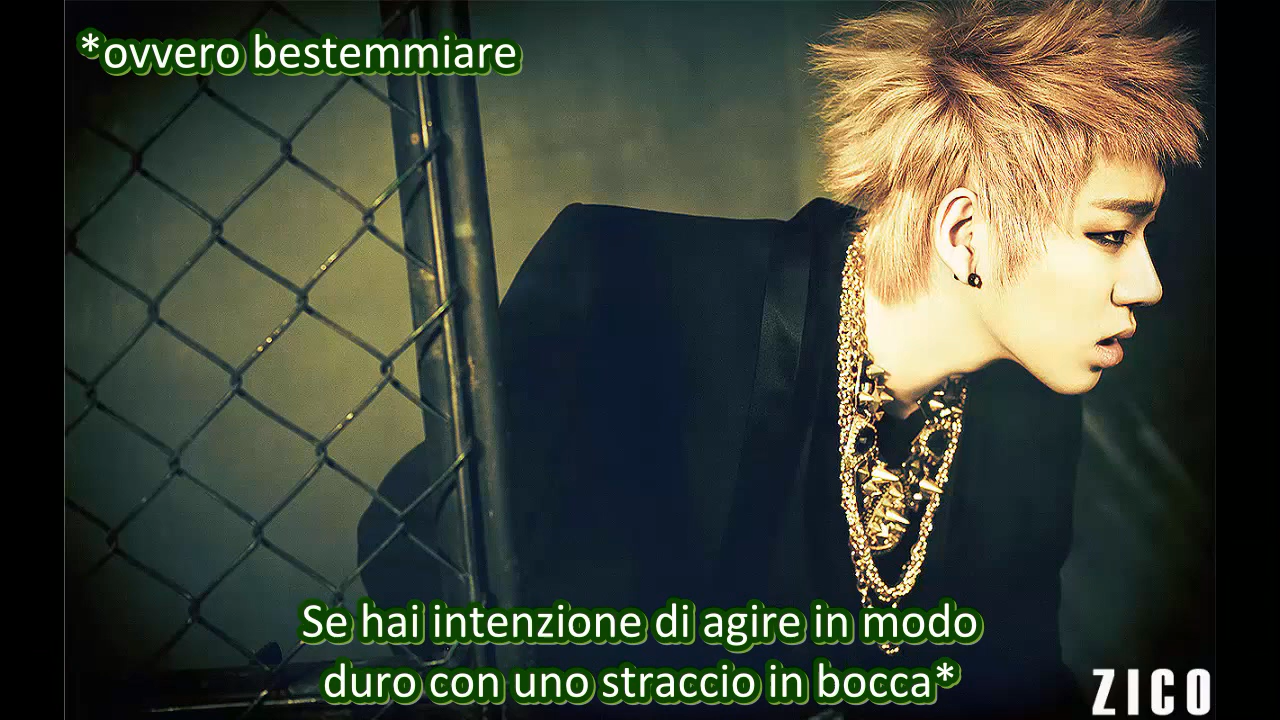 *ovvero bestemmiare
Se hai intenzione di agire in modo
duro con uno straccio in bocca*
ZICO